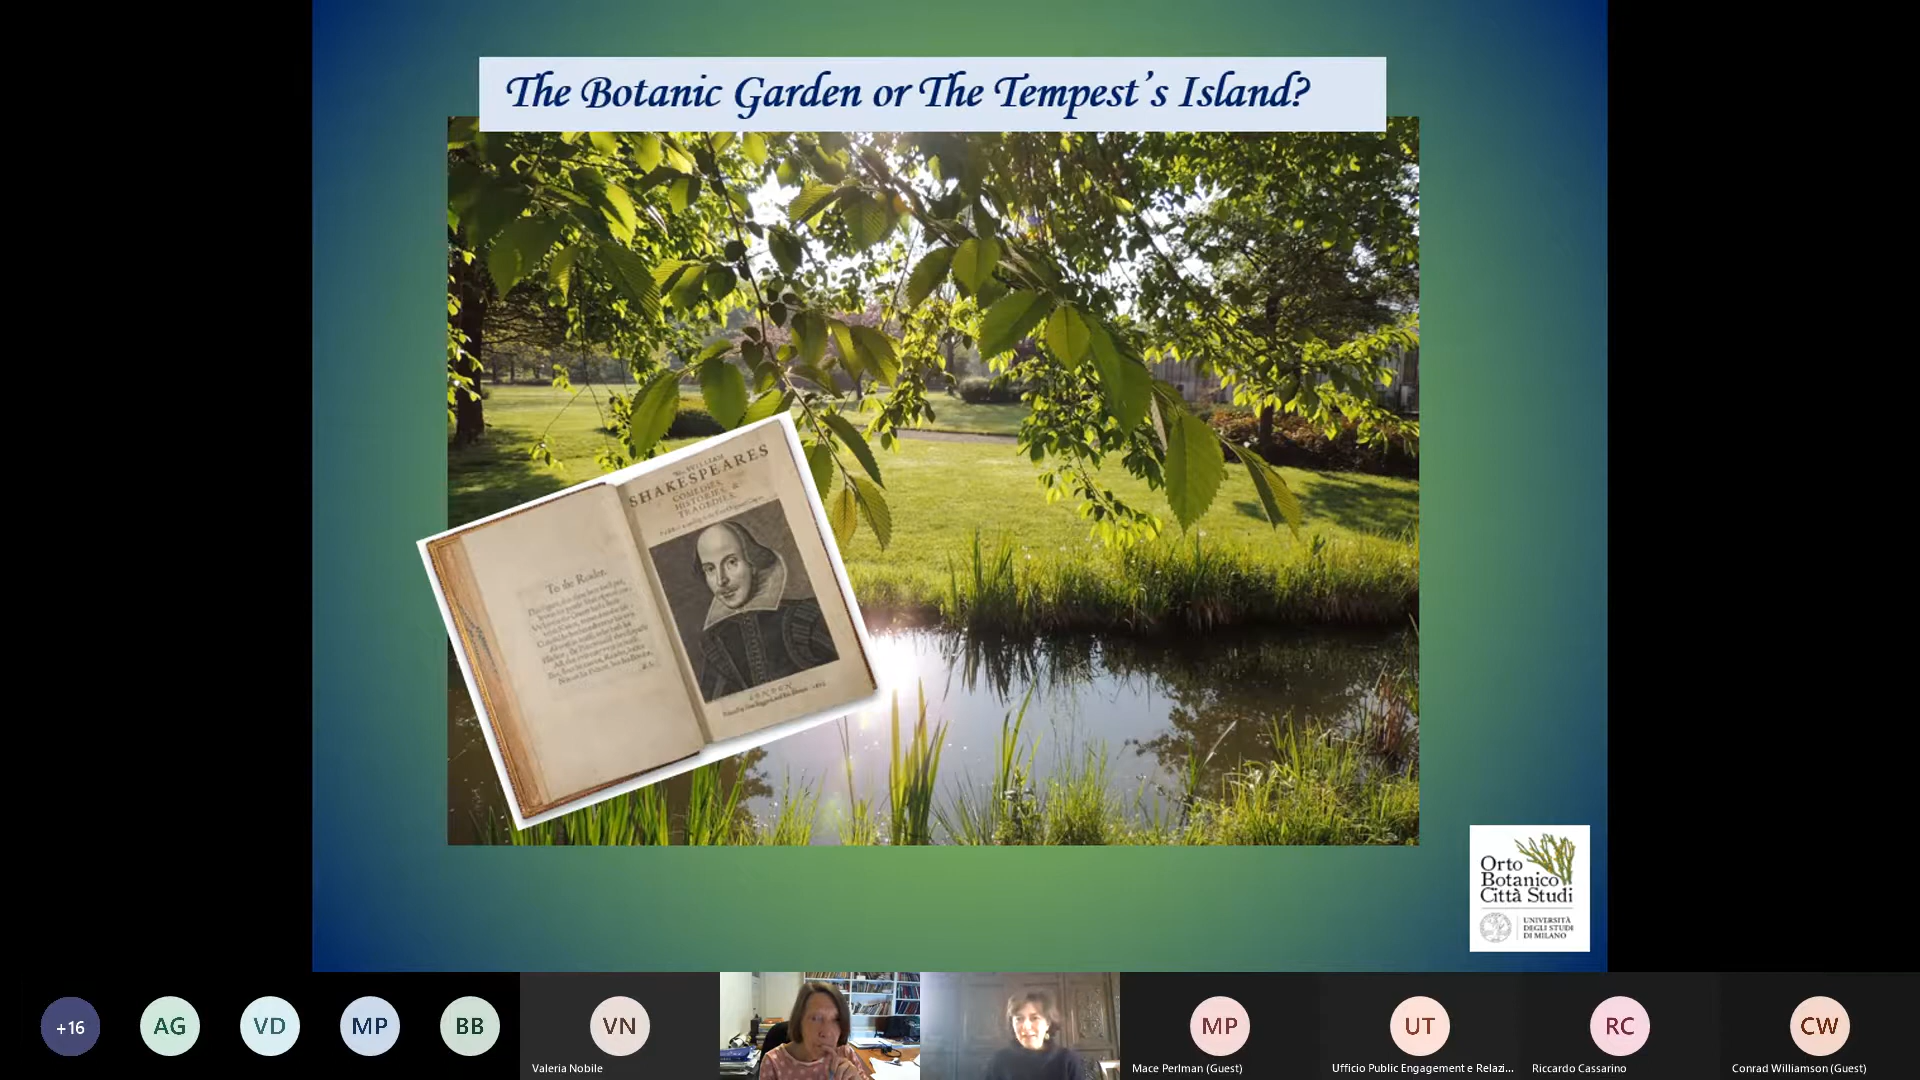 The Botanic Garden or The Tempest's Island?
Mr. WILLIAM
SHAKESPEARES
COMEDIES,
HISTORIES, &
TRAGEDIES.
To the Reader.
LONDON
Orto
Botanico
Città Studi
UNIVERSITÀ
DEGLI STUDI
DI MILANO
+16
AG
VD
MP
BB
VN
Valeria Nobile
MP
Mace Perlman (Guest)
UT
Ufficio Public Engagement e Relazi...
RC
Riccardo Cassarino
CW
Conrad Williamson (Guest)